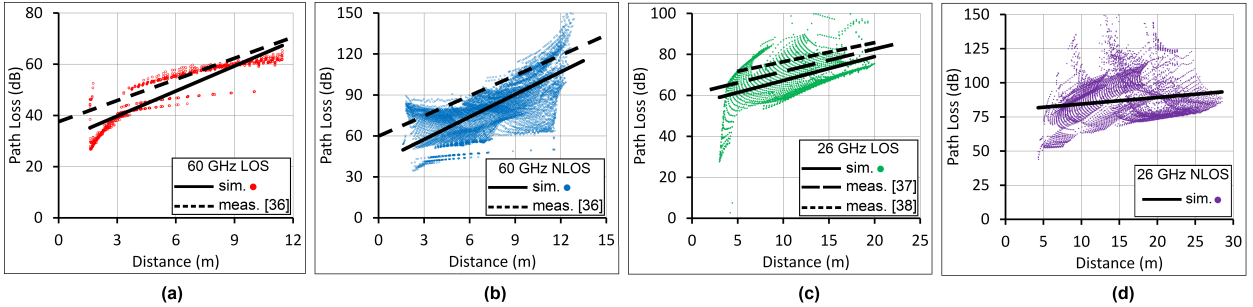 80
60
40
20
0
Path Loss (dB)
0 3 6 9 12
Distance (m)
60 GHz LOS
sim.
meas. [36]
(a)
150
120
90
60
30
0
Path Loss (dB)
0 3 6 9 12 15
Distance (m)
60 GHz NLOS
sim.
meas. [36]
(b)
100
80
60
40
20
0
Path Loss (dB)
0 5 10 15 20 25
Distance (m)
26 GHz LOS
sim.
meas. [37]
meas. [38]
(c)
150
125
100
75
50
25
0
Path Loss (dB)
0 5 10 15 20 25 30
Distance (m)
26 GHz NLOS
sim.
(d)